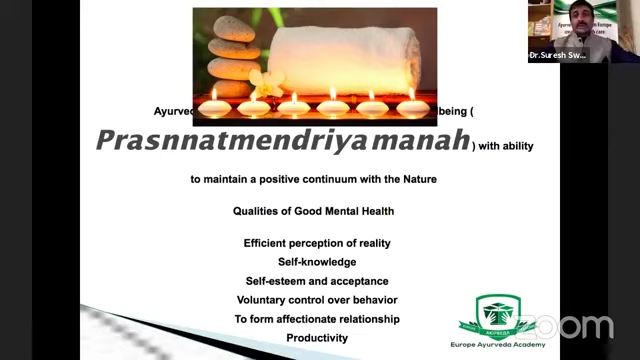 Ayurved
lbeing (
Prasnnatmendriya manah ) with ability
to maintain a positive continuum with the Nature
Qualities of Good Mental Health
Efficient perception of reality
Self-knowledge
Self-esteem and acceptance
Voluntary control over behavior
To form affectionate relationship
Productivity
Dr.Suresh Sw...
AYURVEDA
Europe Ayurveda Academy
zoom